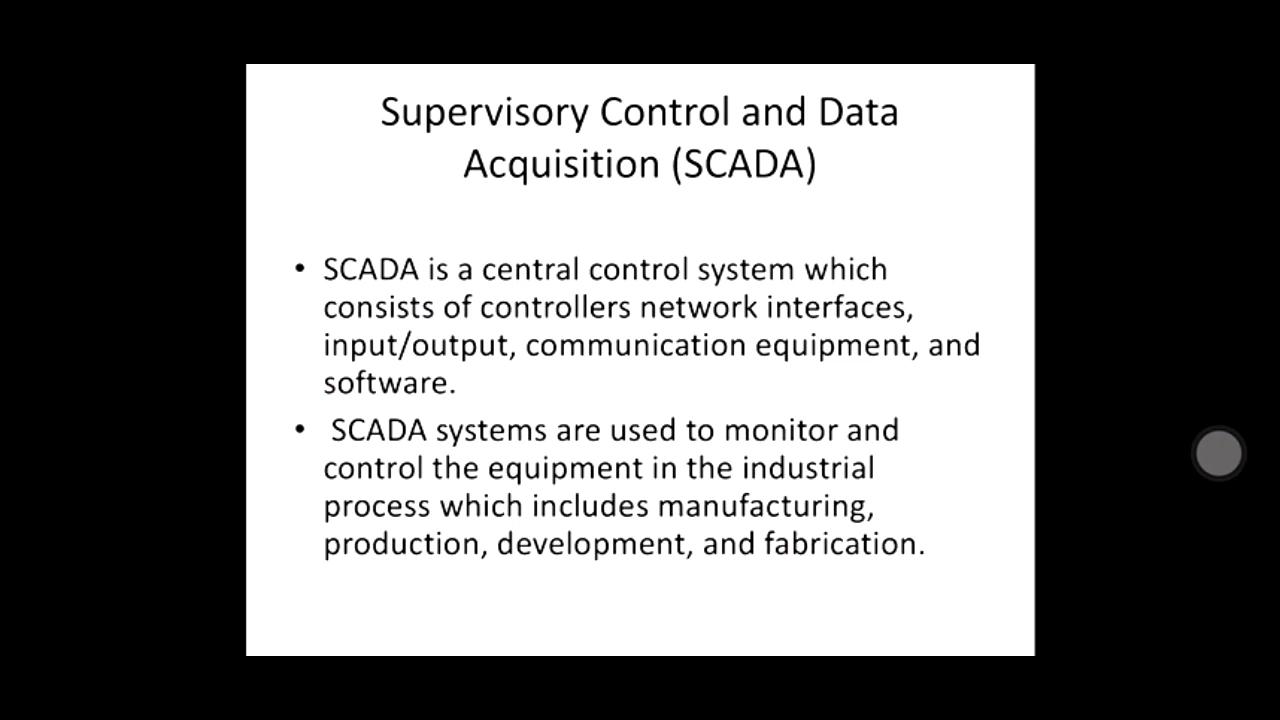 Supervisory Control and Data
Acquisition (SCADA)
• SCADA is a central control system which
consists of controllers network interfaces,
input/output, communication equipment, and
software.
• SCADA systems are used to monitor and
control the equipment in the industrial
process which includes manufacturing,
production, development, and fabrication.